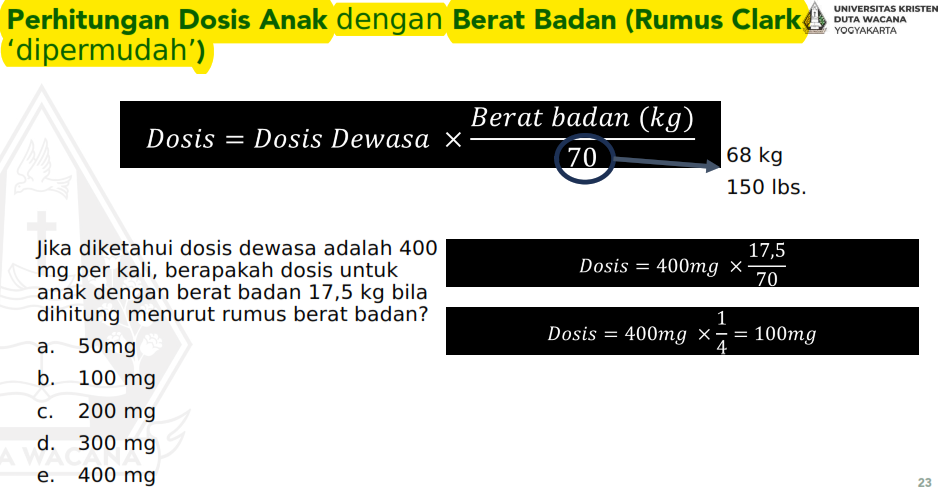 Perhitungan Dosis Anak dengan Berat Badan (Rumus Clark
‘dipermudah’)
UNIVERSITAS KRISTEN
DUTA WACANA
YOGYAKARTA
Dosis = Dosis Dewasa × Berat badan (kg) / 70
68 kg
150 lbs.
Jika diketahui dosis dewasa adalah 400
mg per kali, berapakah dosis untuk
anak dengan berat badan 17,5 kg bila
dihitung menurut rumus berat badan?
a. 50mg
b. 100 mg
c. 200 mg
d. 300 mg
e. 400 mg
Dosis = 400mg × 17,5 / 70
Dosis = 400mg × 1 / 4 = 100mg
A WACANA
23